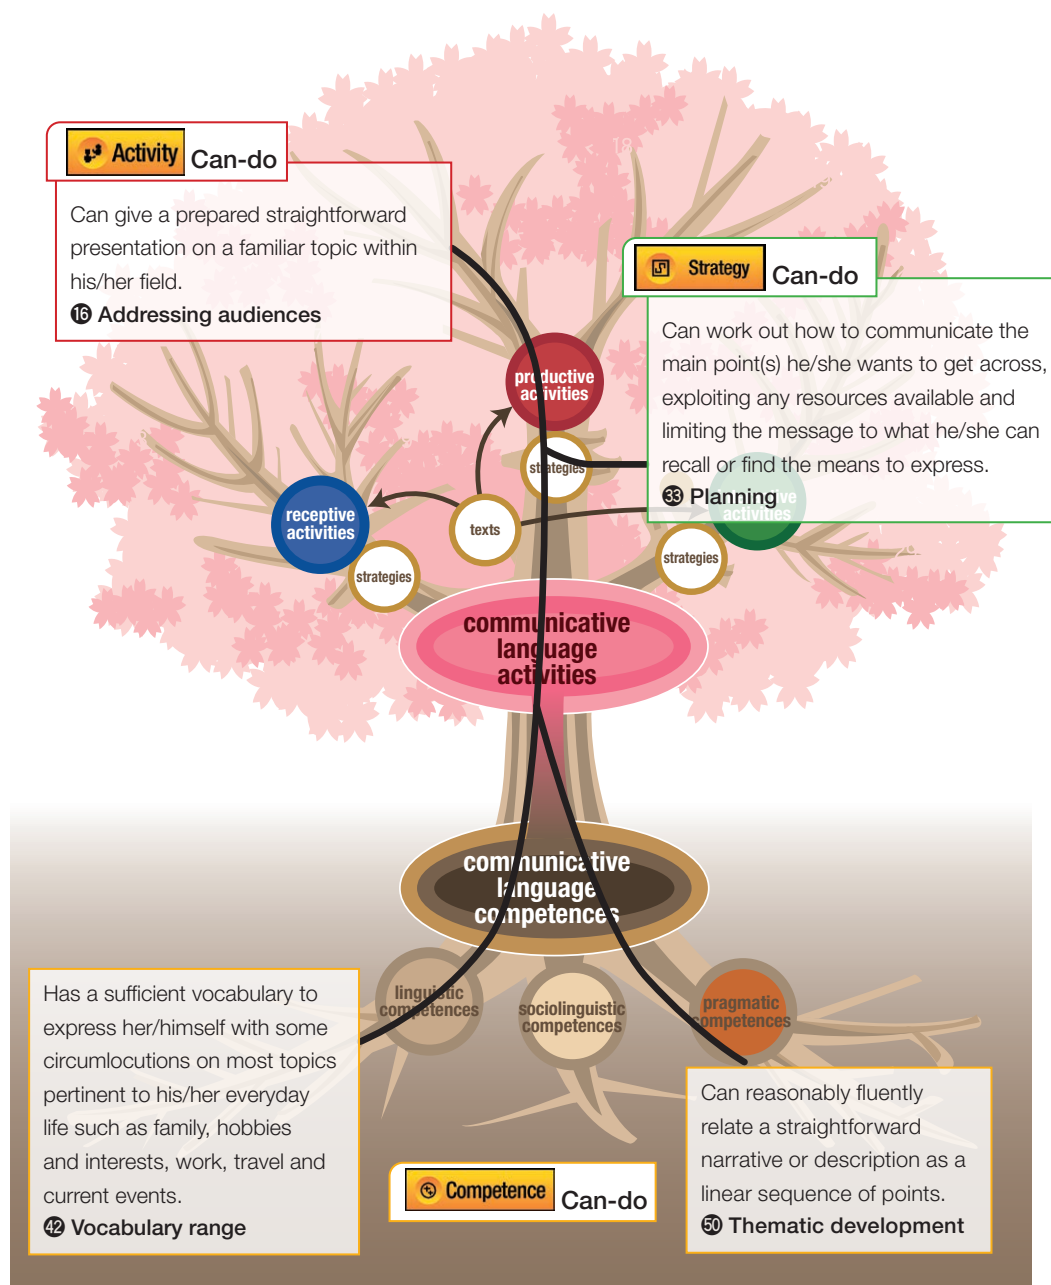 Activity Can-do
Can give a prepared straightforward
presentation on a familiar topic within
his/her field.
16 Addressing audiences
Strategy Can-do
Can work out how to communicate the
main point(s) he/she wants to get across,
exploiting any resources available and
limiting the message to what he/she can
recall or find the means to express.
33 Planning
productive
activities
strategies
receptive
activities
texts
activities
strategies
strategies
communicative
language
activities
communicative
language
competences
linguistic
competences
sociolinguistic
competences
pragmatic
competences
Has a sufficient vocabulary to
express her/himself with some
circumlocutions on most topics
pertinent to his/her everyday
life such as family, hobbies
and interests, work, travel and
current events.
42 Vocabulary range
Competence Can-do
Can reasonably fluently
relate a straightforward
narrative or description as a
linear sequence of points.
50 Thematic development